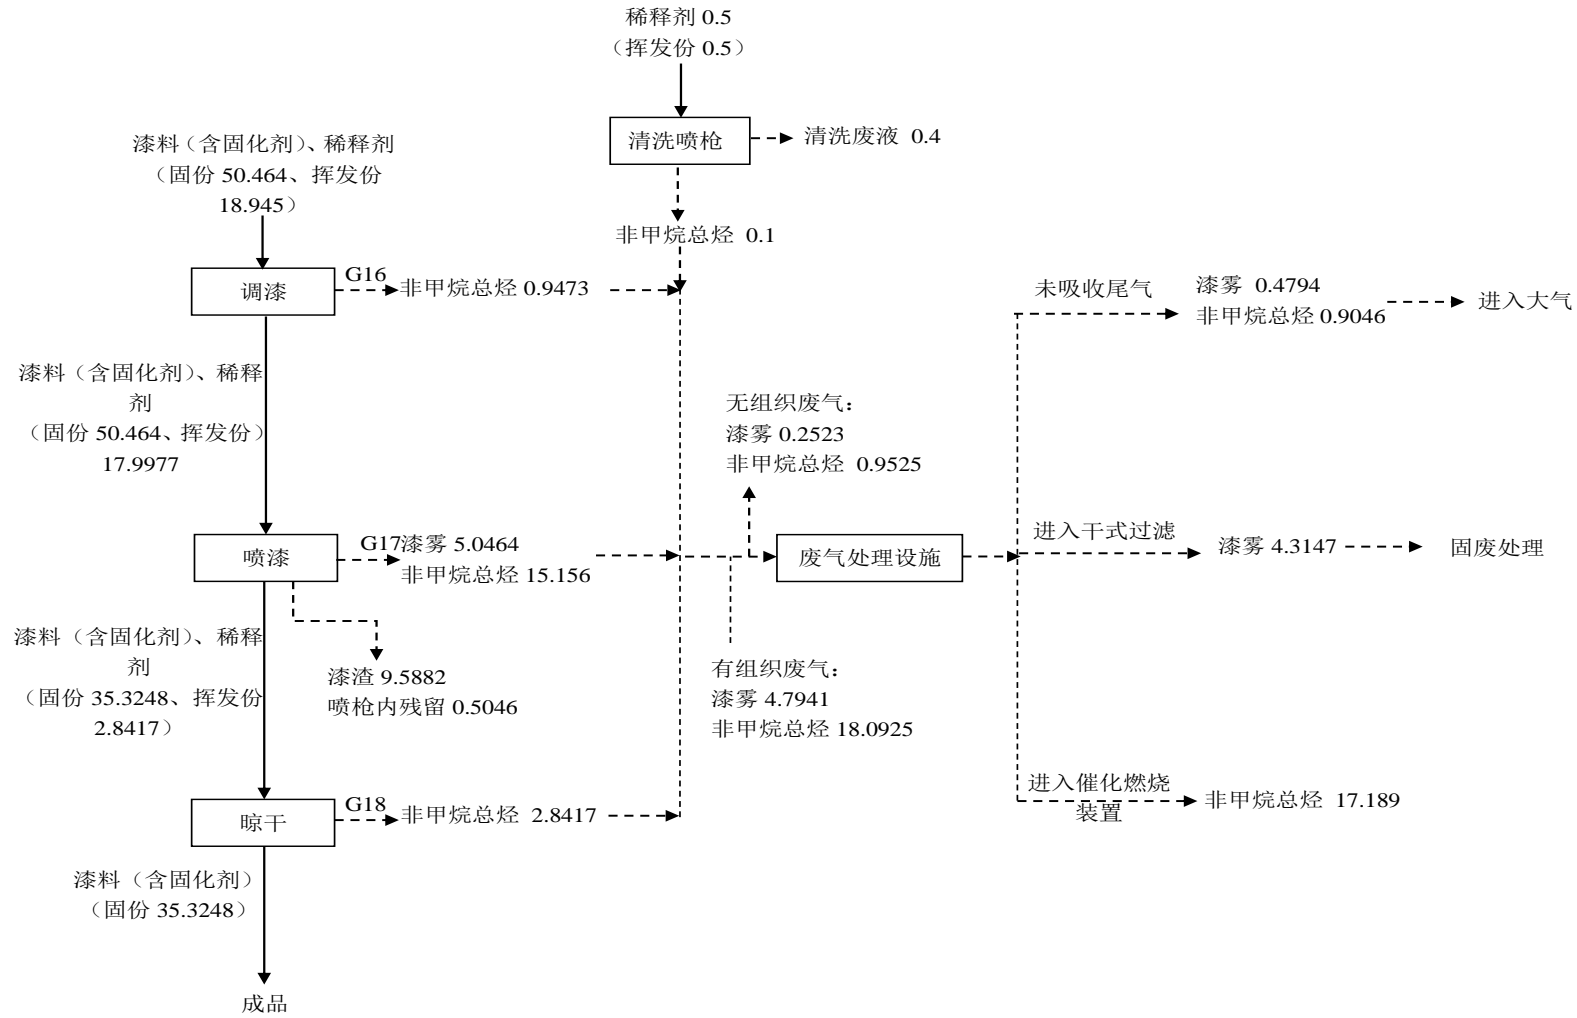 稀释剂 0.5
（挥发份 0.5）
清洗喷枪
清洗废液 0.4
非甲烷总烃 0.1
漆料（含固化剂）、稀释剂
（固份 50.464、挥发份
18.945）
调漆
G16
非甲烷总烃 0.9473
漆料（含固化剂）、稀释
剂
（固份 50.464、挥发份）
17.9977
喷漆
G17
漆雾 5.0464
非甲烷总烃 15.156
漆渣 9.5882
喷枪内残留 0.5046
漆料（含固化剂）、稀释
剂
（固份 35.3248、挥发份
2.8417）
晾干
G18
非甲烷总烃 2.8417
漆料（含固化剂）
（固份 35.3248）
成品
无组织废气：
漆雾 0.2523
非甲烷总烃 0.9525
废气处理设施
有组织废气：
漆雾 4.7941
非甲烷总烃 18.0925
未吸收尾气
漆雾 0.4794
非甲烷总烃 0.9046
进入大气
进入干式过滤
漆雾 4.3147
固废处理
进入催化燃烧
装置
非甲烷总烃 17.189